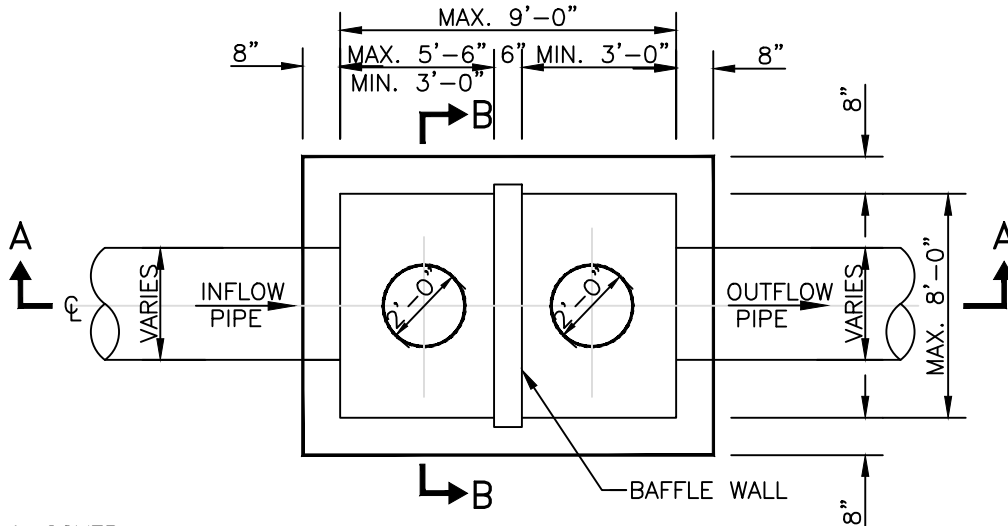 MAX. 9'-0"
8" MAX. 5'-6" 6" MIN. 3'-0" 8"
MIN. 3'-0"
B
8"
A
A
℄
VARIES
INFLOW
PIPE
2'-0"
2'-0"
OUTFLOW
PIPE
VARIES
MAX. 8'-0"
B
BAFFLE WALL
8"